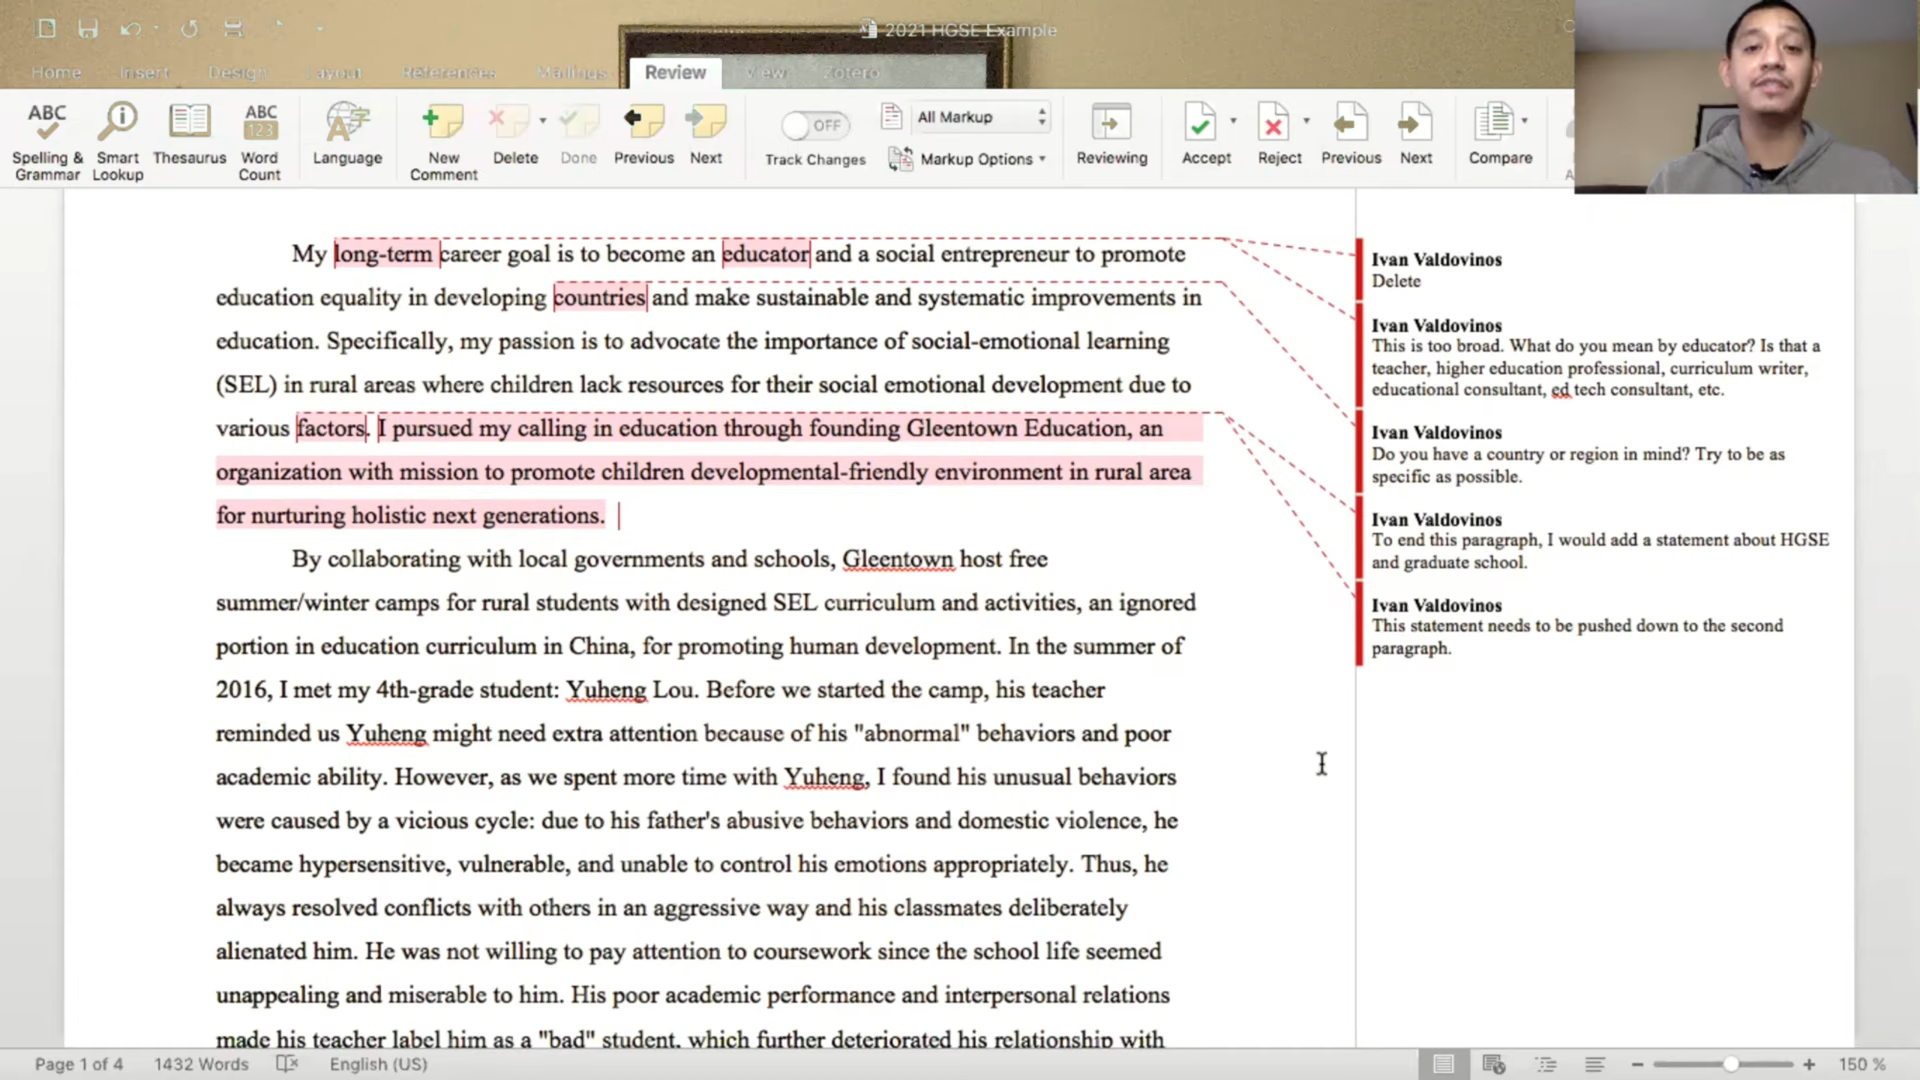 2021 HGSE Example
Home Insert Design Layout References Mailings Review View Zotero
ABC
Spelling &
Grammar
Smart
Lookup
Thesaurus
ABC
123
Word
Count
Language
New
Comment
Delete
Done
Previous
Next
OFF
Track Changes
All Markup
Markup Options
Reviewing
Accept
Reject
Previous
Next
Compare
My long-term career goal is to become an educator and a social entrepreneur to promote
education equality in developing countries and make sustainable and systematic improvements in
education. Specifically, my passion is to advocate the importance of social-emotional learning
(SEL) in rural areas where children lack resources for their social emotional development due to
various factors. I pursued my calling in education through founding Gleentown Education, an
organization with mission to promote children developmental-friendly environment in rural area
for nurturing holistic next generations.
By collaborating with local governments and schools, Gleentown host free
summer/winter camps for rural students with designed SEL curriculum and activities, an ignored
portion in education curriculum in China, for promoting human development. In the summer of
2016, I met my 4th-grade student: Yuheng Lou. Before we started the camp, his teacher
reminded us Yuheng might need extra attention because of his "abnormal" behaviors and poor
academic ability. However, as we spent more time with Yuheng, I found his unusual behaviors
were caused by a vicious cycle: due to his father's abusive behaviors and domestic violence, he
became hypersensitive, vulnerable, and unable to control his emotions appropriately. Thus, he
always resolved conflicts with others in an aggressive way and his classmates deliberately
alienated him. He was not willing to pay attention to coursework since the school life seemed
unappealing and miserable to him. His poor academic performance and interpersonal relations
made his teacher label him as a "bad" student, which further deteriorated his relationship with
Ivan Valdovinos
Delete
Ivan Valdovinos
This is too broad. What do you mean by educator? Is that a
teacher, higher education professional, curriculum writer,
educational consultant, ed tech consultant, etc.
Ivan Valdovinos
Do you have a country or region in mind? Try to be as
specific as possible.
Ivan Valdovinos
To end this paragraph, I would add a statement about HGSE
and graduate school.
Ivan Valdovinos
This statement needs to be pushed down to the second
paragraph.
Page 1 of 4
1432 Words
English (US)
150 %